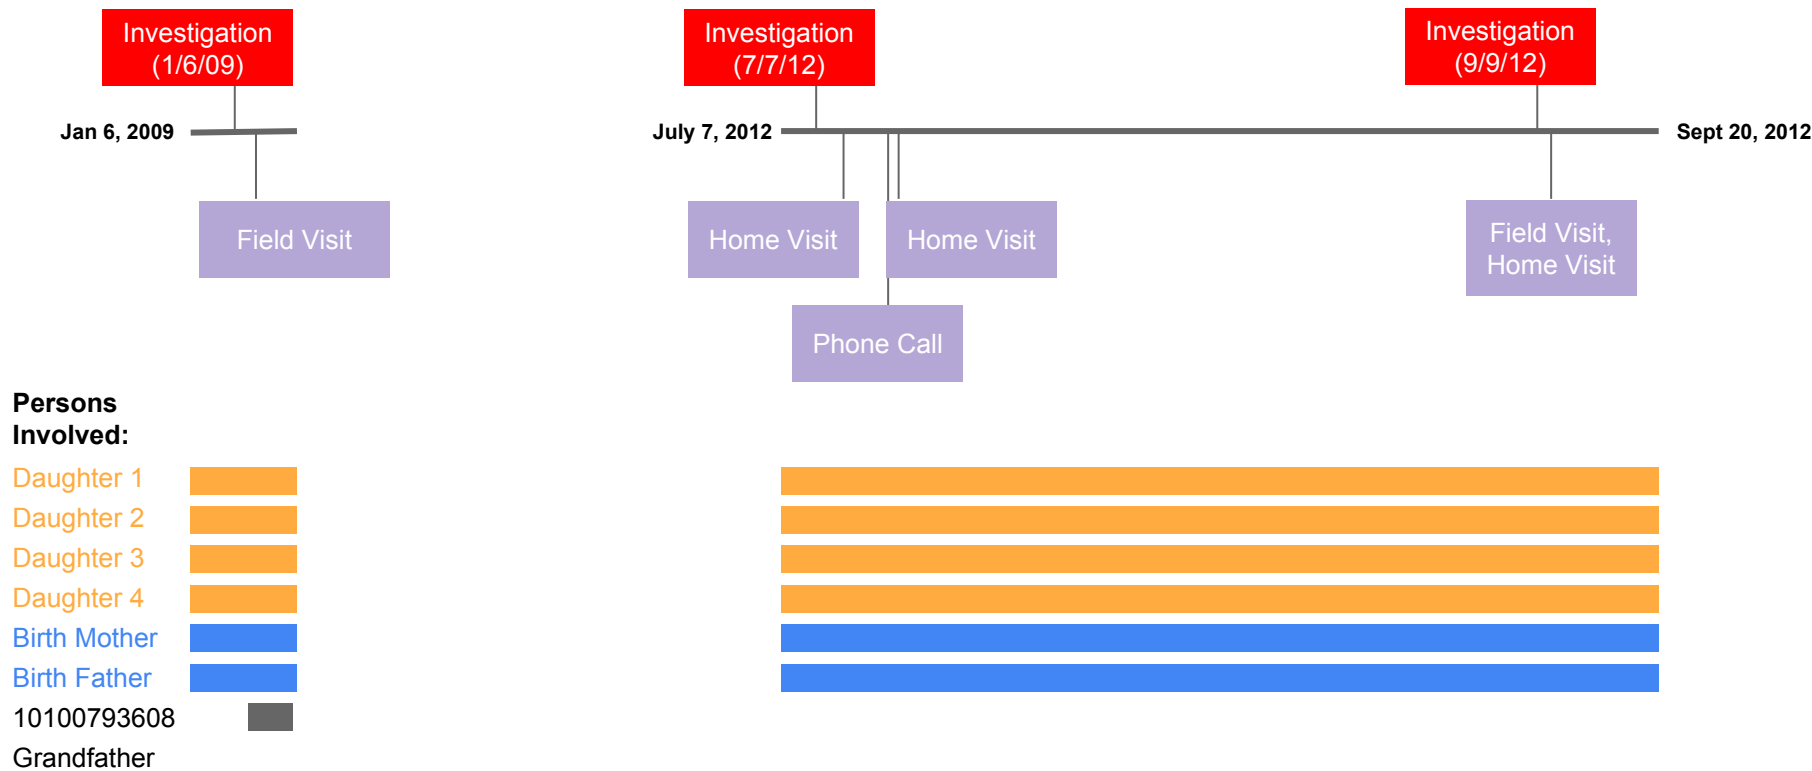 Investigation
(1/6/09)
Investigation
(7/7/12)
Investigation
(9/9/12)
Jan 6, 2009
July 7, 2012
Sept 20, 2012
Field Visit
Home Visit
Home Visit
Field Visit,
Home Visit
Phone Call
Persons
Involved:
Daughter 1
Daughter 2
Daughter 3
Daughter 4
Birth Mother
Birth Father
10100793608
Grandfather